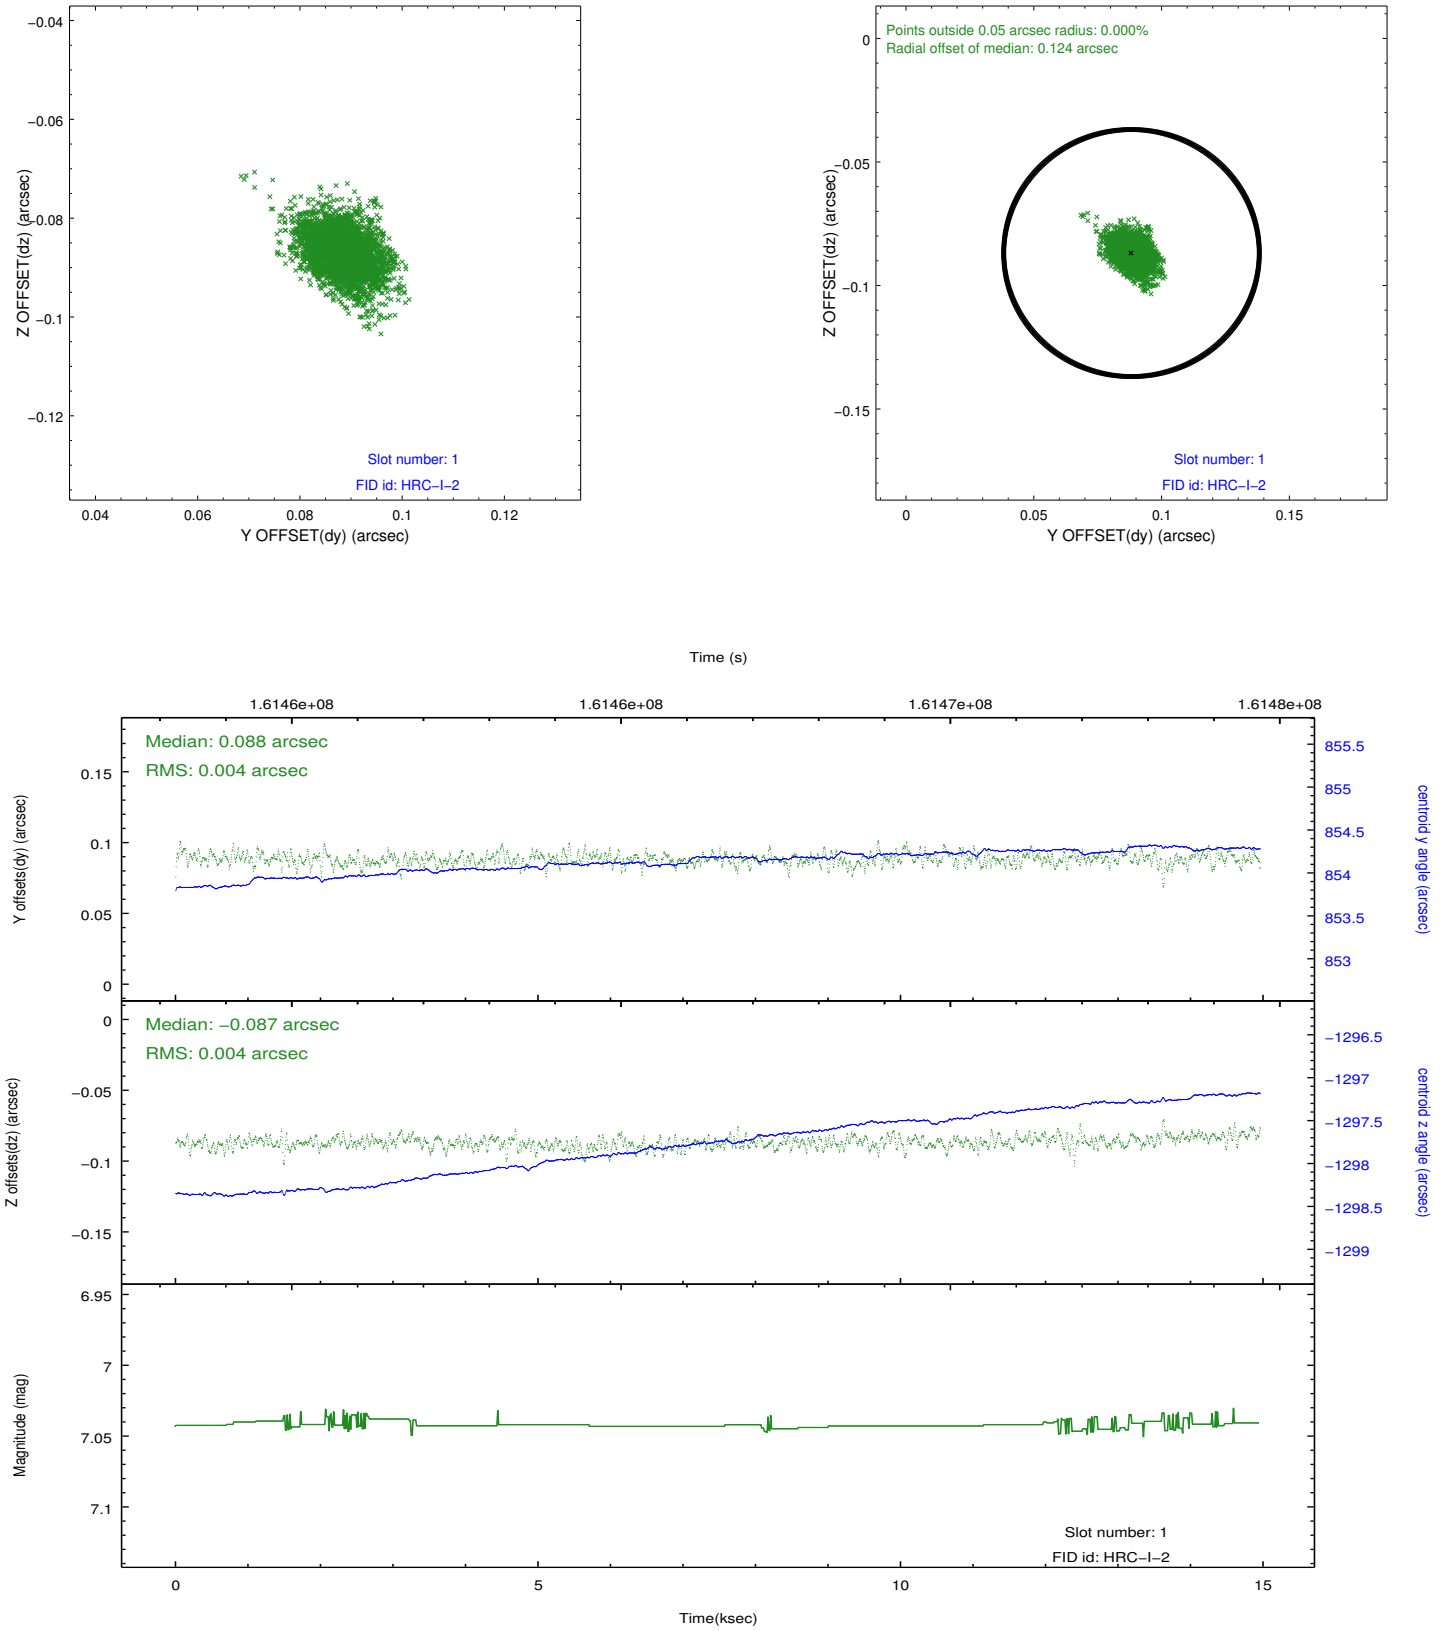 −0.04
−0.06
−0.08
−0.1
−0.12
Z OFFSET(dz) (arcsec)
Slot number: 1
FID id: HRC−I−2
0.04 0.06 0.08 0.1 0.12
Y OFFSET(dy) (arcsec)
Points outside 0.05 arcsec radius: 0.000%
Radial offset of median: 0.124 arcsec
0
−0.05
−0.1
−0.15
Z OFFSET(dz) (arcsec)
Slot number: 1
FID id: HRC−I−2
0 0.05 0.1 0.15
Y OFFSET(dy) (arcsec)
Time (s)
1.6146e+08 1.6146e+08 1.6147e+08 1.6148e+08
Median: 0.088 arcsec
RMS: 0.004 arcsec
0.15
0.1
0.05
0
Y offsets(dy) (arcsec)
855.5
855
854.5
854
853.5
853
centroid y angle (arcsec)
Median: −0.087 arcsec
RMS: 0.004 arcsec
0
−0.05
−0.1
−0.15
Z offsets(dz) (arcsec)
−1296.5
−1297
−1297.5
−1298
−1298.5
−1299
centroid z angle (arcsec)
6.95
7
7.05
7.1
Magnitude (mag)
Slot number: 1
FID id: HRC−I−2
0 5 10 15
Time(ksec)